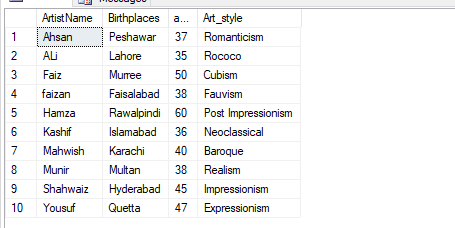 Messages
ArtistName Birthplaces a... Art_style
1 Ahsan Peshawar 37 Romanticism
2 ALi Lahore 35 Rococo
3 Faiz Murree 50 Cubism
4 faizan Faisalabad 38 Fauvism
5 Hamza Rawalpindi 60 Post Impressionism
6 Kashif Islamabad 36 Neoclassical
7 Mahwish Karachi 40 Baroque
8 Munir Multan 38 Realism
9 Shahwaiz Hyderabad 45 Impressionism
10 Yousuf Quetta 47 Expressionism